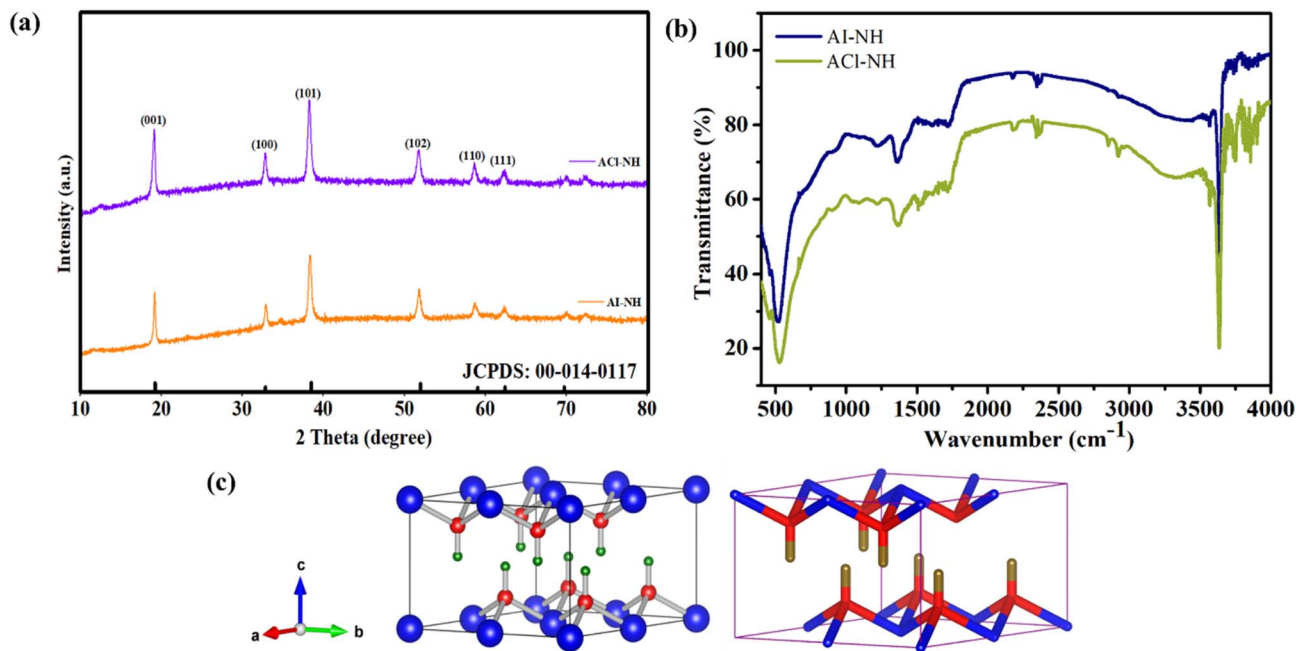 (a)
(001)
(100)
(101)
(102)
(110)
(111)
ACl-NH
AI-NH
JCPDS: 00-014-0117
Intensity (a.u.)
10 20 30 40 50 60 70 80
2 Theta (degree)
(b)
AI-NH
ACl-NH
100
80
60
40
20
Transmittance (%)
500 1000 1500 2000 2500 3000 3500 4000
Wavenumber (cm⁻¹)
(c)
c
a
b